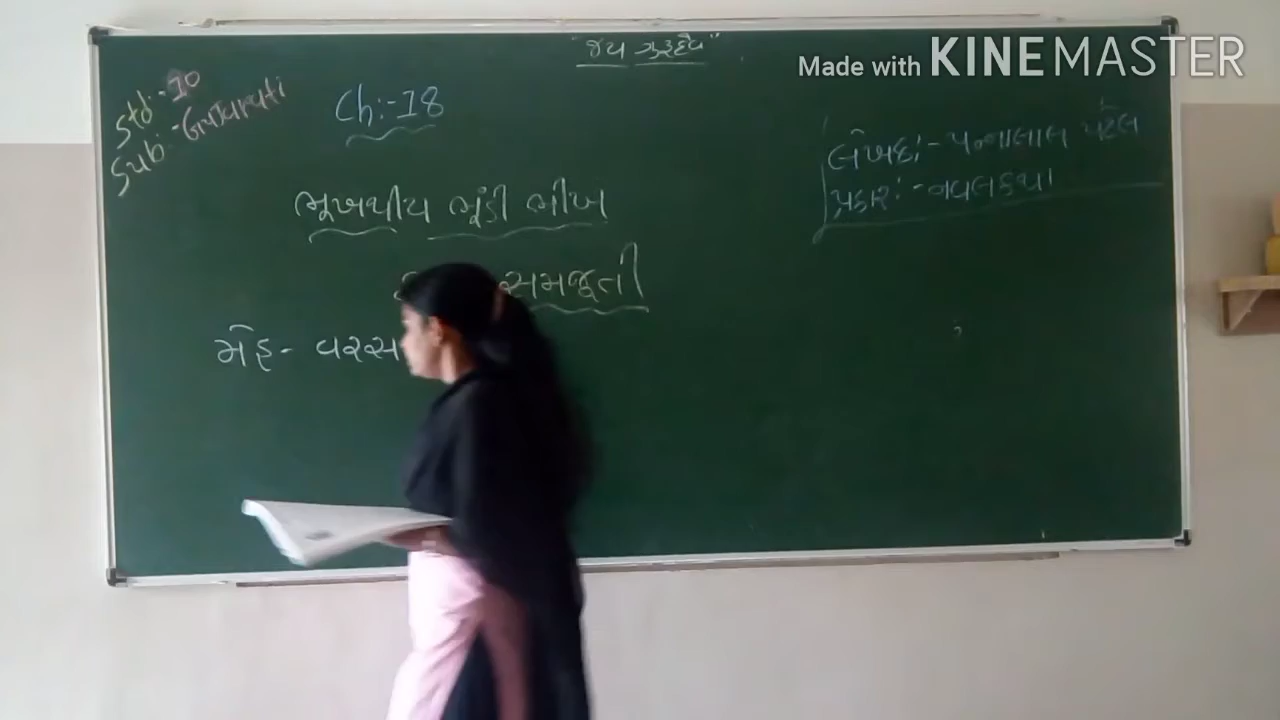 "જય ગુરુદેવ"
Made with KINEMASTER
Std:-10
Sub:-Gujarati
Ch:-18
લેખક:- પન્નાલાલ પટેલ
પ્રકાર:- નવલકથા
ભૂખથીય ભૂંડી ભીખ
સમજૂતી
મેહ- વરસા